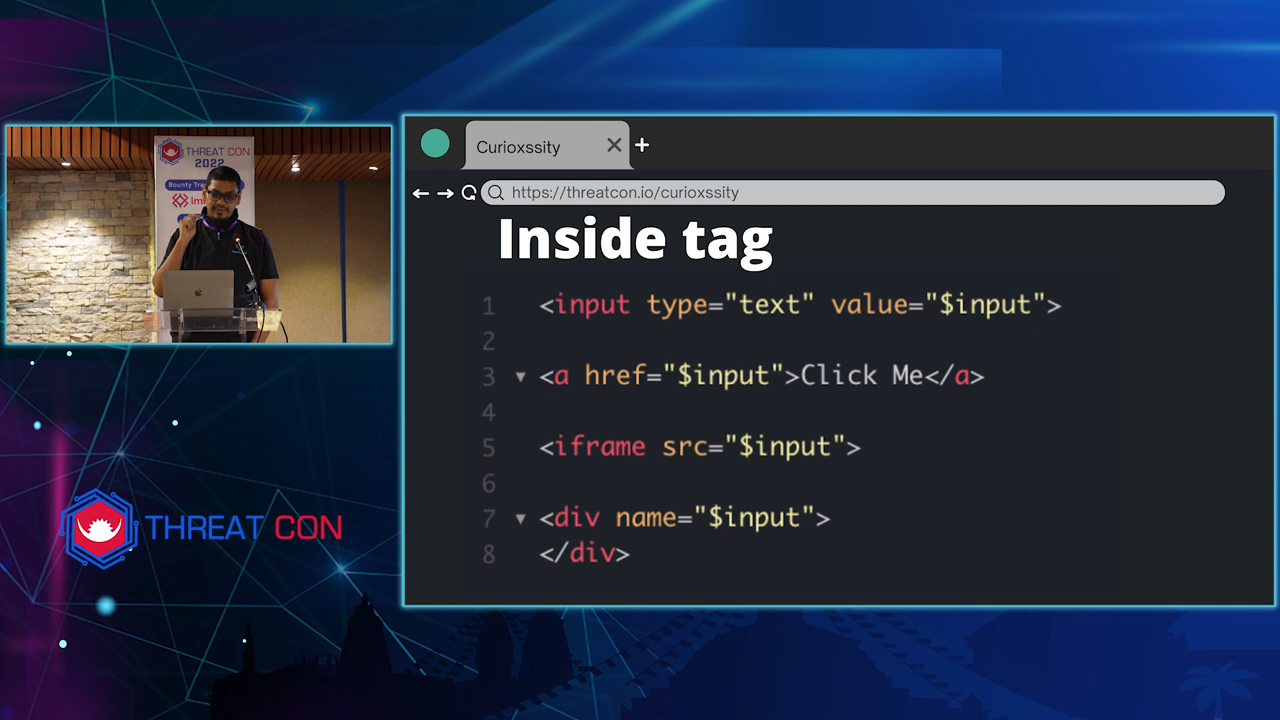 THREAT CON
2022
Curioxssity
https://threatcon.io/curioxssity
Inside tag
1 <input type="text" value="$input">
2
3 <a href="$input">Click Me</a>
4
5 <iframe src="$input">
6
7 <div name="$input">
8 </div>
THREAT CON